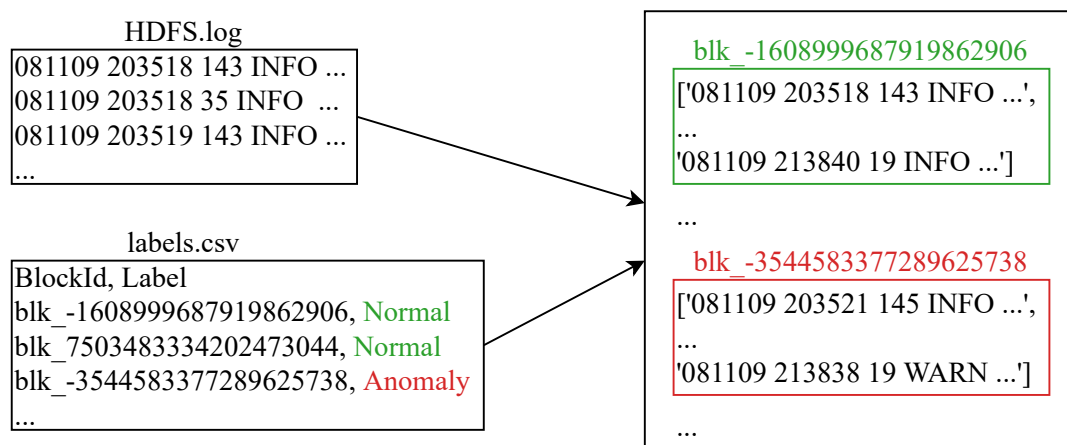 HDFS.log
081109 203518 143 INFO ...
081109 203518 35 INFO  ...
081109 203519 143 INFO ...
...
labels.csv
BlockId, Label
blk_-1608999687919862906, Normal
blk_7503483334202473044, Normal
blk_-3544583377289625738, Anomaly
...
blk_-1608999687919862906
['081109 203518 143 INFO ...',
...
'081109 213840 19 INFO ...']
...
blk_-3544583377289625738
['081109 203521 145 INFO ...',
...
'081109 213838 19 WARN ...']
...